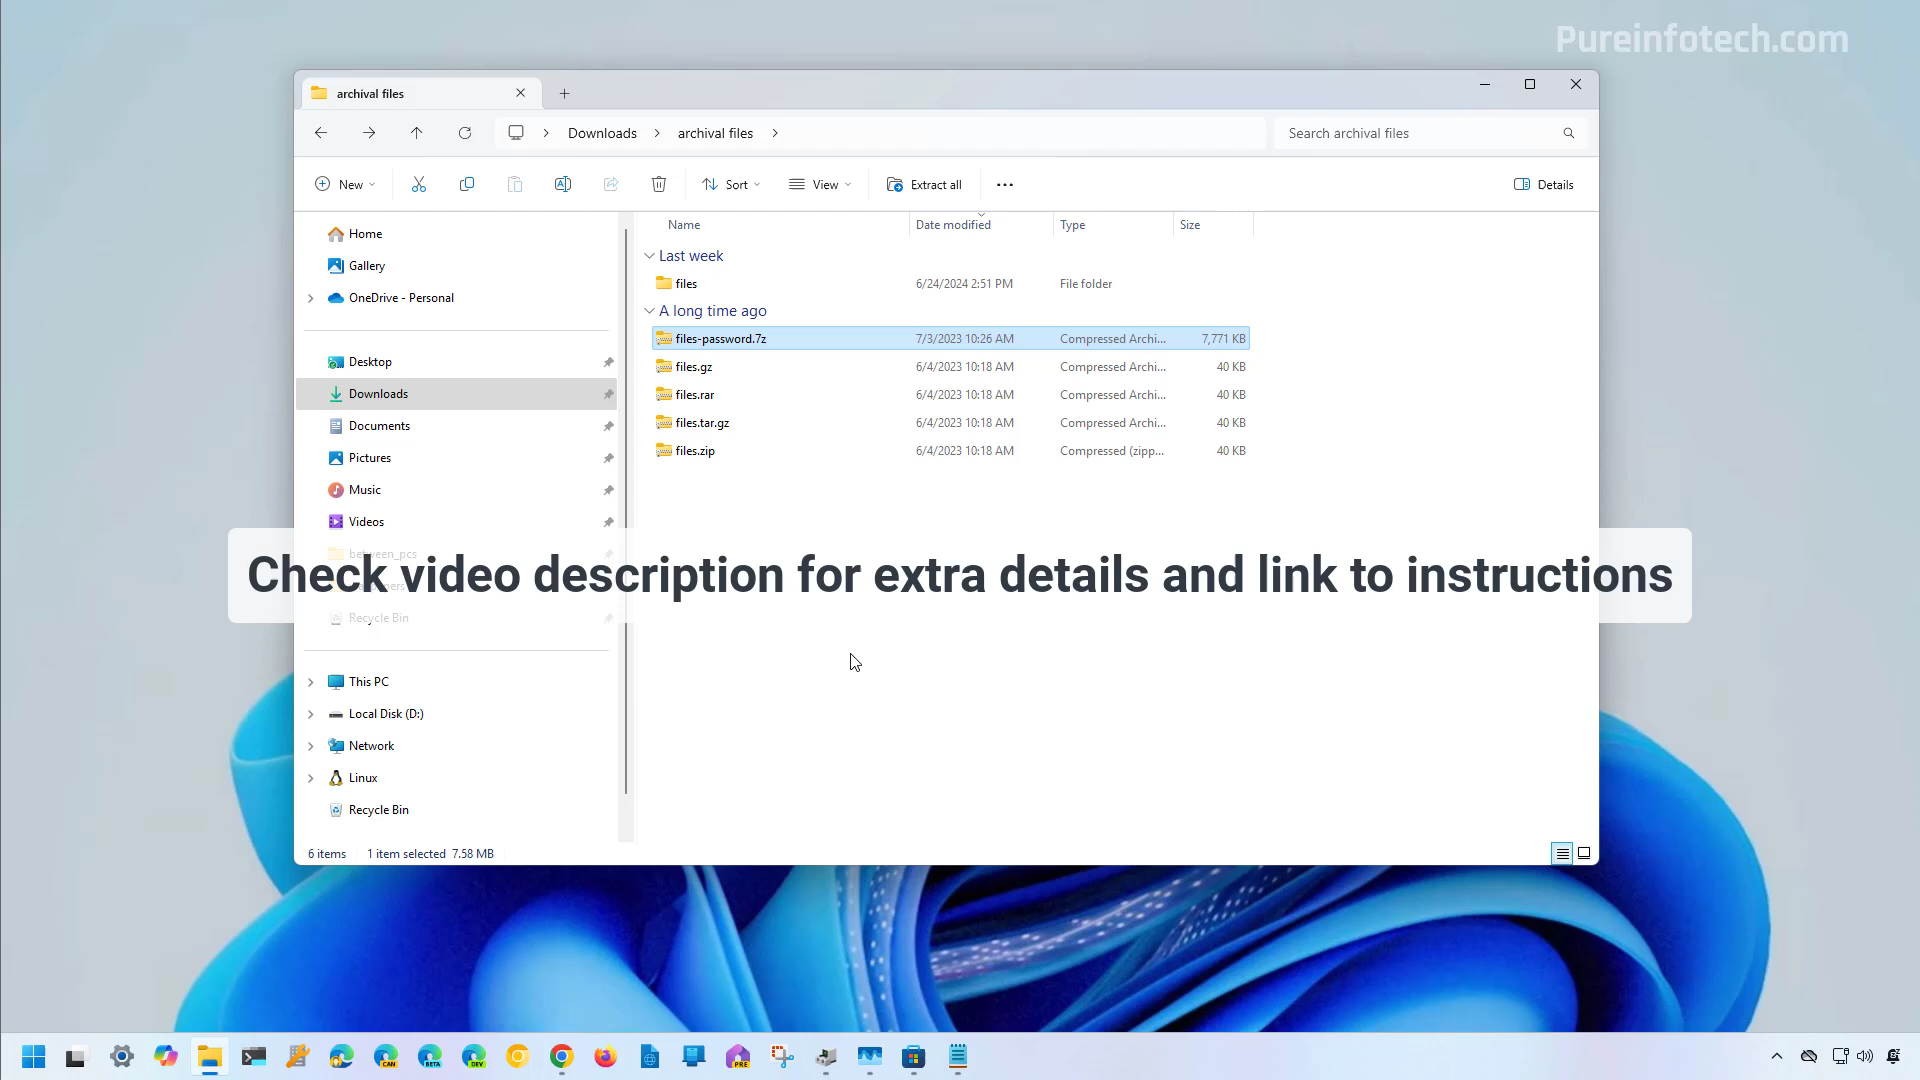 Pureinfotech.com
archival files
Downloads
archival files
Search archival files
New
Sort
View
Extract all
Details
Name
Date modified
Type
Size
Home
Gallery
OneDrive - Personal
Desktop
Downloads
Documents
Pictures
Music
Videos
between_pcs
Recycle Bin
This PC
Local Disk (D:)
Network
Linux
Recycle Bin
Last week
files 6/24/2024 2:51 PM File folder
A long time ago
files-password.7z 7/3/2023 10:26 AM Compressed Archi... 7,771 KB
files.gz 6/4/2023 10:18 AM Compressed Archi... 40 KB
files.rar 6/4/2023 10:18 AM Compressed Archi... 40 KB
files.tar.gz 6/4/2023 10:18 AM Compressed Archi... 40 KB
files.zip 6/4/2023 10:18 AM Compressed (zipp... 40 KB
Check video description for extra details and link to instructions
6 items 1 item selected 7.58 MB
CAN
BETA
DEV
PRE